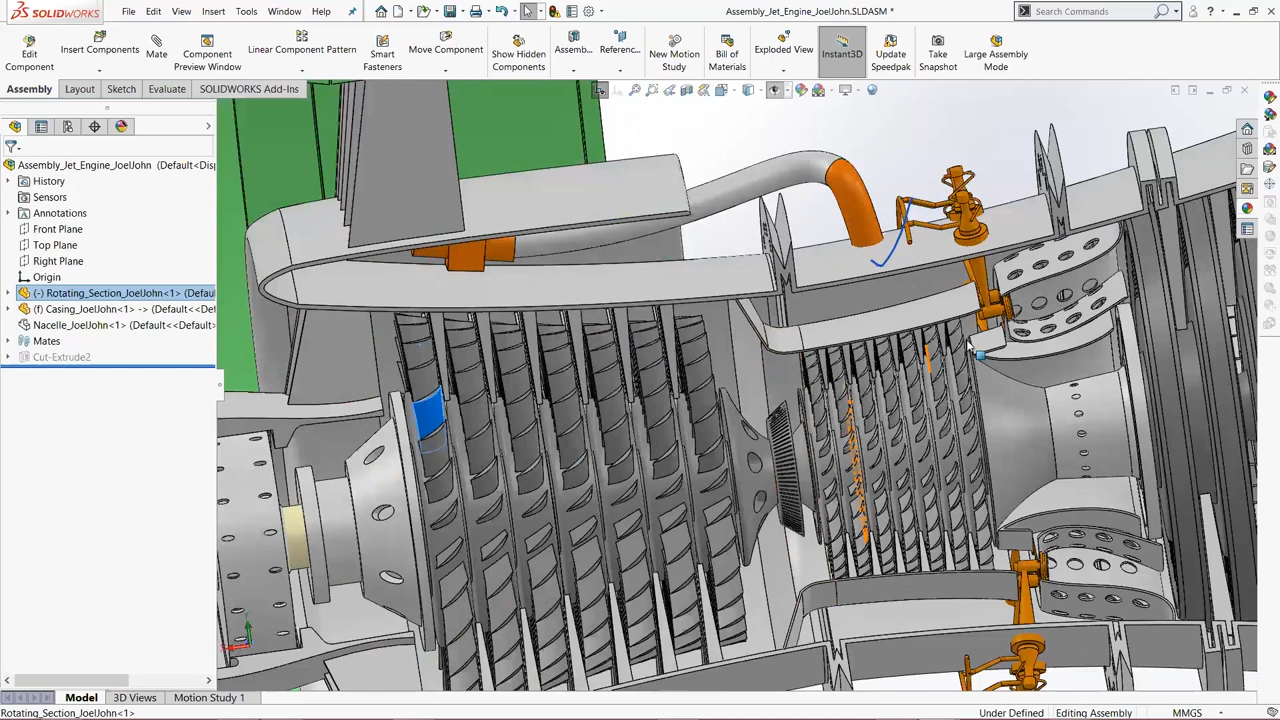 SOLIDWORKS File Edit View Insert Tools Window Help Assembly_Jet_Engine_JoelJohn.SLDASM * Search Commands
Edit Component
Insert Components
Mate
Component Preview Window
Linear Component Pattern
Smart Fasteners
Move Component
Show Hidden Components
Assemb...
Referenc...
New Motion Study
Bill of Materials
Exploded View
Instant3D
Update Speedpak
Take Snapshot
Large Assembly Mode
Assembly Layout Sketch Evaluate SOLIDWORKS Add-Ins
Assembly_Jet_Engine_JoelJohn (Default<Disp
History
Sensors
Annotations
Front Plane
Top Plane
Right Plane
Origin
(-) Rotating_Section_JoelJohn<1> (Defau
(f) Casing_JoelJohn<1> -> (Default<<Def
Nacelle_JoelJohn<1> (Default<<Default
Mates
Cut-Extrude2
Model 3D Views Motion Study 1
Rotating_Section_JoelJohn<1> Under Defined Editing Assembly MMGS